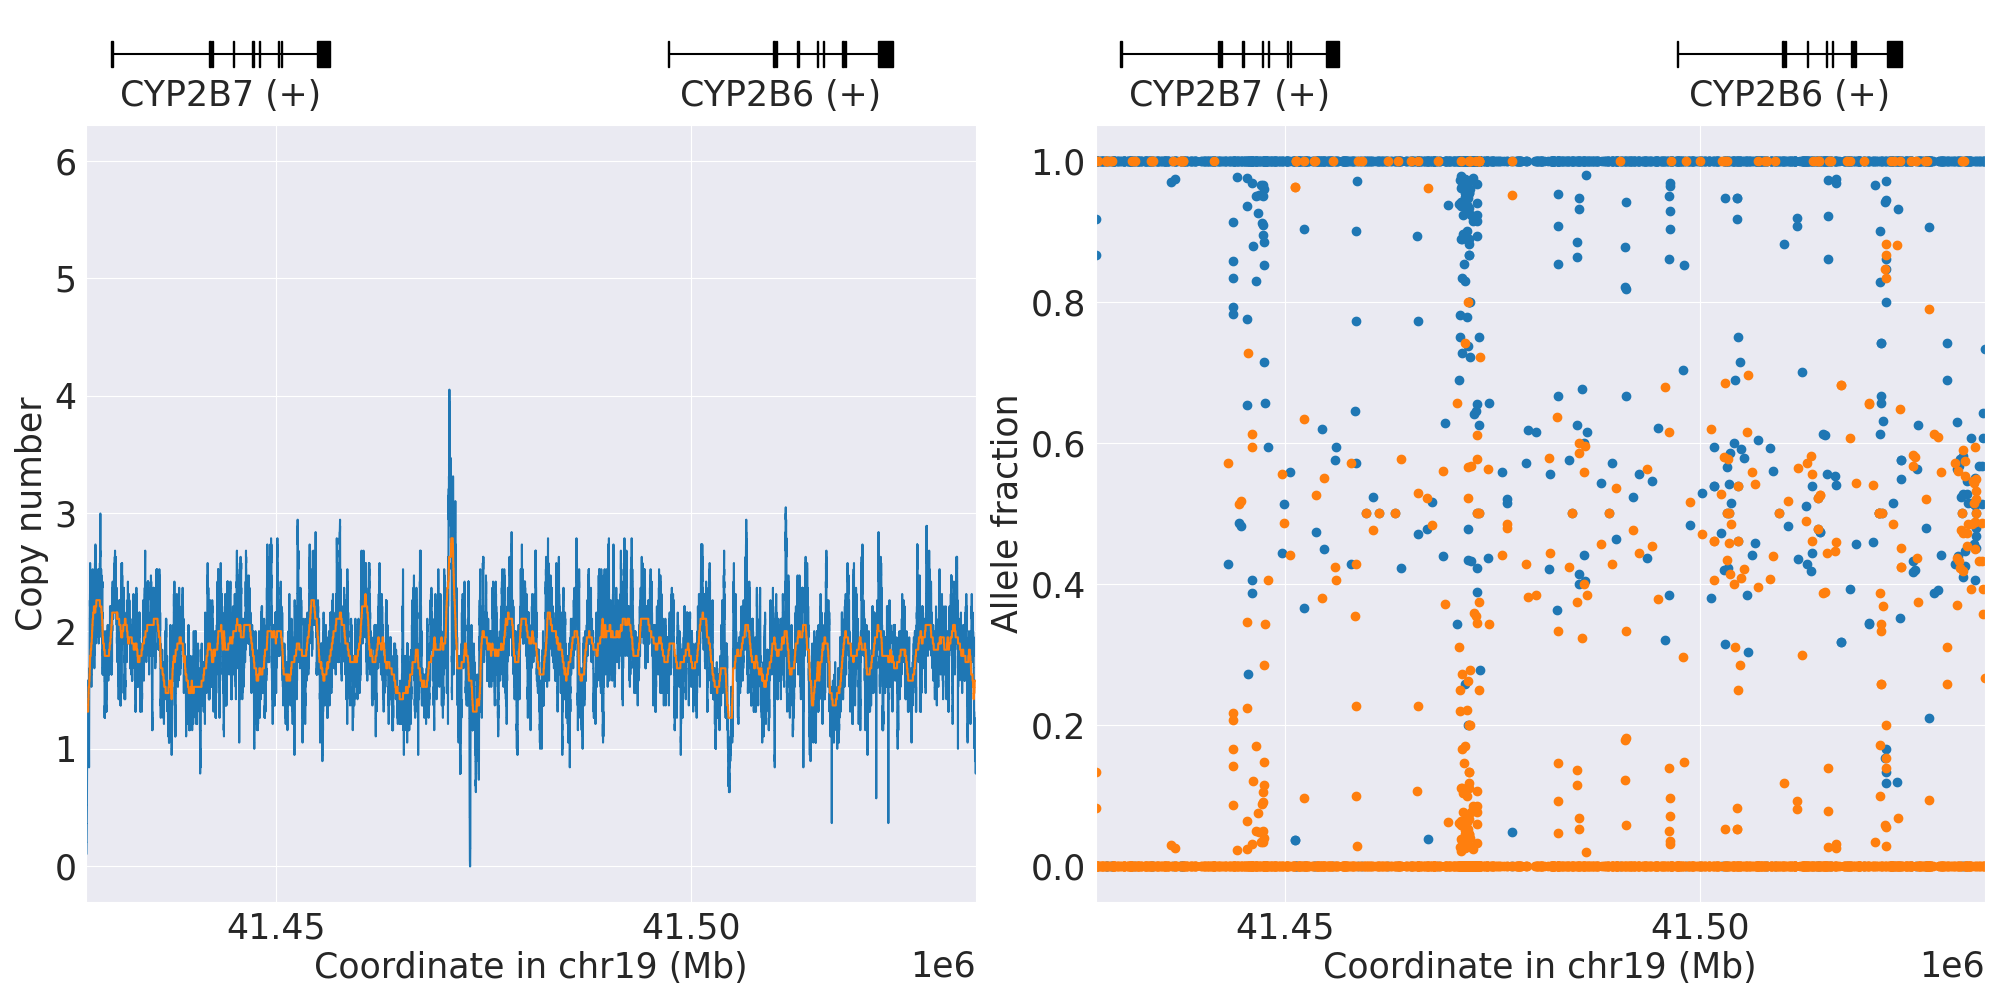 CYP2B7 (+)
CYP2B6 (+)
6
5
4
3
2
1
0
Copy number
41.45
41.50
Coordinate in chr19 (Mb)
1e6
CYP2B7 (+)
CYP2B6 (+)
1.0
0.8
0.6
0.4
0.2
0.0
Allele fraction
41.45
41.50
Coordinate in chr19 (Mb)
1e6